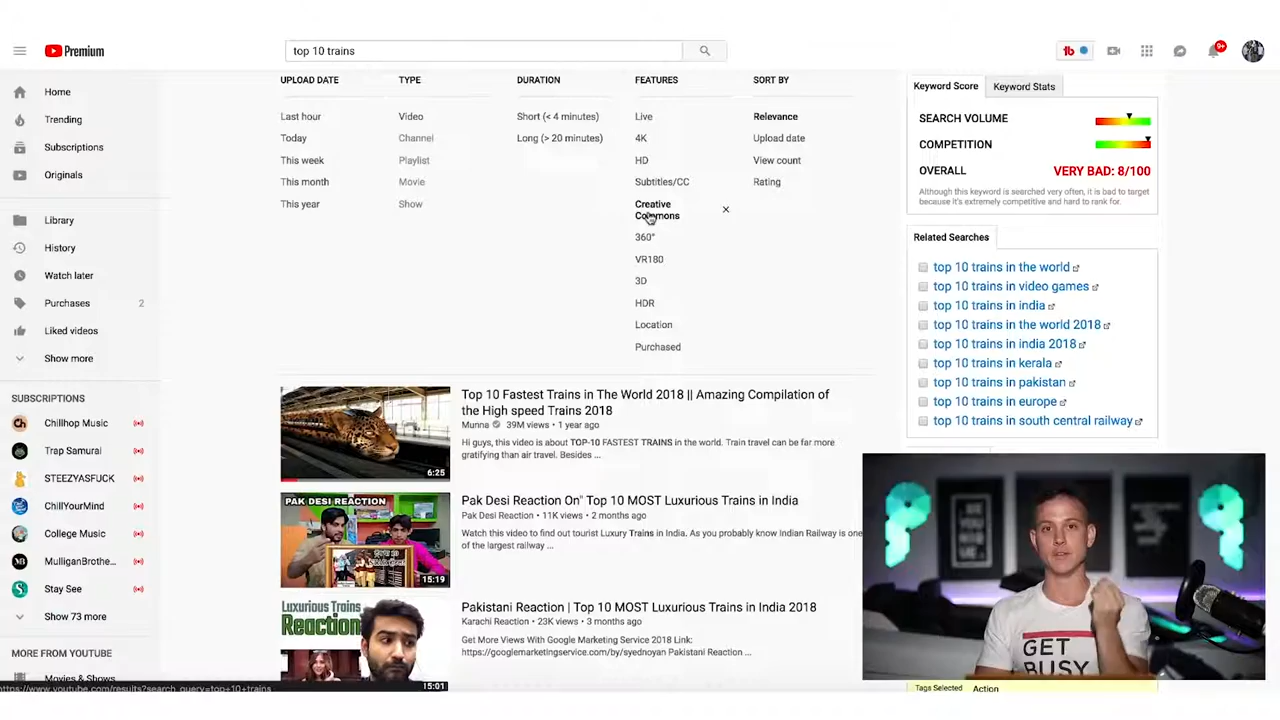 Premium
top 10 trains
tb
9+
Home
Trending
Subscriptions
Originals
Library
History
Watch later
Purchases 2
Liked videos
Show more
SUBSCRIPTIONS
Chillhop Music
Trap Samurai
STEEZYASFUCK
ChillYourMind
College Music
MulliganBrothe...
Stay See
Show 73 more
MORE FROM YOUTUBE
Movies & Shows
https://www.youtube.com/results?search_query=top+10+trains
UPLOAD DATE
Last hour
Today
This week
This month
This year
TYPE
Video
Channel
Playlist
Movie
Show
DURATION
Short (< 4 minutes)
Long (> 20 minutes)
FEATURES
Live
4K
HD
Subtitles/CC
Creative
Commons
360°
VR180
3D
HDR
Location
Purchased
SORT BY
Relevance
Upload date
View count
Rating
Top 10 Fastest Trains in The World 2018 || Amazing Compilation of
the High speed Trains 2018
Munna 39M views • 1 year ago
Hi guys, this video is about TOP-10 FASTEST TRAINS in the world. Train travel can be far more
gratifying than air travel. Besides ...
6:25
PAK DESI REACTION
Pak Desi Reaction On" Top 10 MOST Luxurious Trains in India
Pak Desi Reaction • 11K views • 2 months ago
Watch this video to find out tourist Luxury Trains in India. As you probably know Indian Railway is one
of the largest railway ...
15:19
Luxurious Trains
Reaction
Pakistani Reaction | Top 10 MOST Luxurious Trains in India 2018
Karachi Reaction • 23K views • 3 months ago
Get More Views With Google Marketing Service 2018 Link:
https://googlemarketingservice.com/by/syednoyan Pakistani Reaction ...
15:01
Keyword Score
Keyword Stats
SEARCH VOLUME
COMPETITION
OVERALL VERY BAD: 8/100
Although this keyword is searched very often, it is bad to target
because it's extremely competitive and hard to rank for.
Related Searches
top 10 trains in the world
top 10 trains in video games
top 10 trains in india
top 10 trains in the world 2018
top 10 trains in india 2018
top 10 trains in kerala
top 10 trains in pakistan
top 10 trains in europe
top 10 trains in south central railway
GET
BUSY
Tags Selected Action